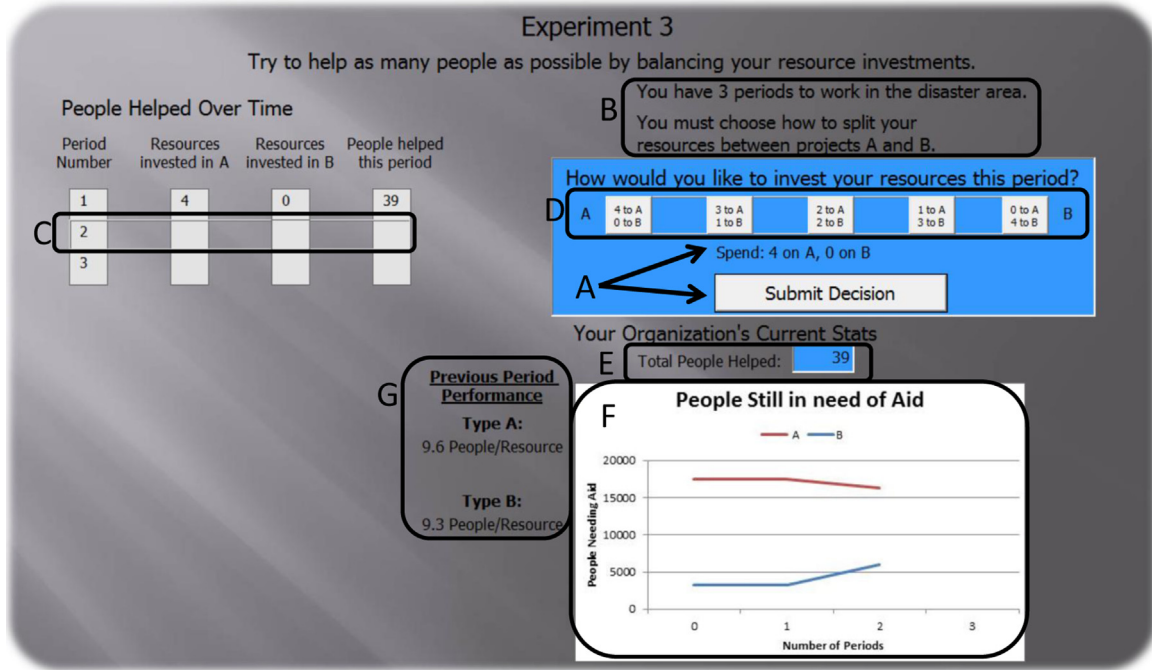 Experiment 3
Try to help as many people as possible by balancing your resource investments.
People Helped Over Time
Period Number
Resources invested in A
Resources invested in B
People helped this period
1 4 0 39
C
2
3
B
You have 3 periods to work in the disaster area.
You must choose how to split your
resources between projects A and B.
How would you like to invest your resources this period?
D
A
4 to A
0 to B
3 to A
1 to B
2 to A
2 to B
1 to A
3 to B
0 to A
4 to B
B
Spend: 4 on A, 0 on B
A
Submit Decision
Your Organization's Current Stats
E
Total People Helped: 39
G
Previous Period
Performance
Type A:
9.6 People/Resource
Type B:
9.3 People/Resource
F
People Still in need of Aid
A B
People Needing Aid
20000
15000
10000
5000
0
0 1 2 3
Number of Periods